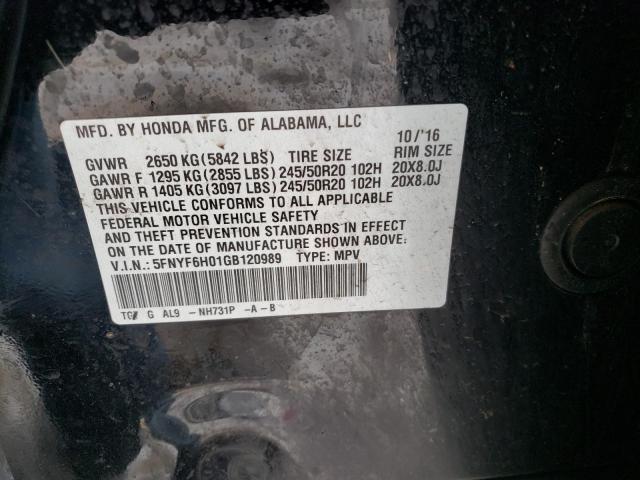 MFD. BY HONDA MFG. OF ALABAMA, LLC 10/'16
GVWR 2650 KG (5842 LBS) TIRE SIZE RIM SIZE
GAWR F 1295 KG (2855 LBS) 245/50R20 102H 20X8.0J
GAWR R 1405 KG (3097 LBS) 245/50R20 102H 20X8.0J
THIS VEHICLE CONFORMS TO ALL APPLICABLE
FEDERAL MOTOR VEHICLE SAFETY
AND THEFT PREVENTION STANDARDS IN EFFECT
ON THE DATE OF MANUFACTURE SHOWN ABOVE.
V.I.N.: 5FNYF6H01GB120989 TYPE: MPV
G AL9 -NH731P -A-B